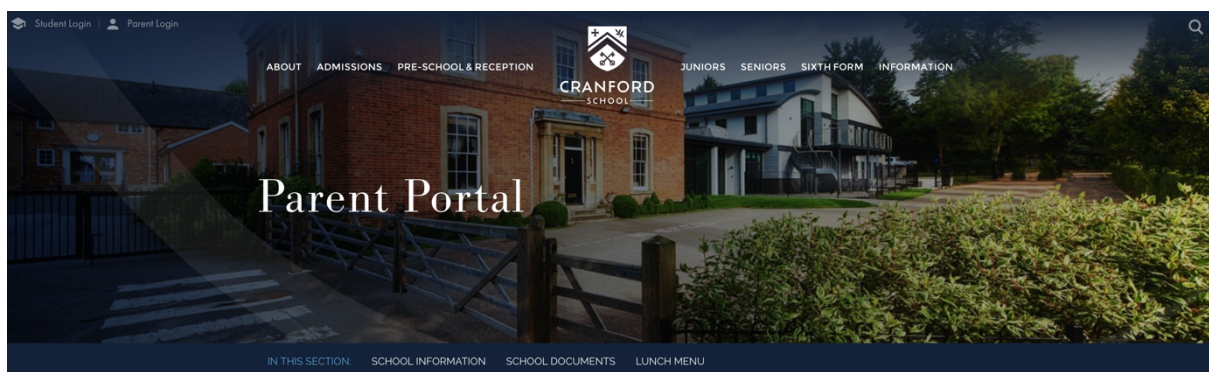 Student Login | Parent Login
ABOUT ADMISSIONS PRE-SCHOOL & RECEPTION
CRANFORD
SCHOOL
JUNIORS SENIORS SIXTH FORM INFORMATION
Parent Portal
IN THIS SECTION: SCHOOL INFORMATION SCHOOL DOCUMENTS LUNCH MENU